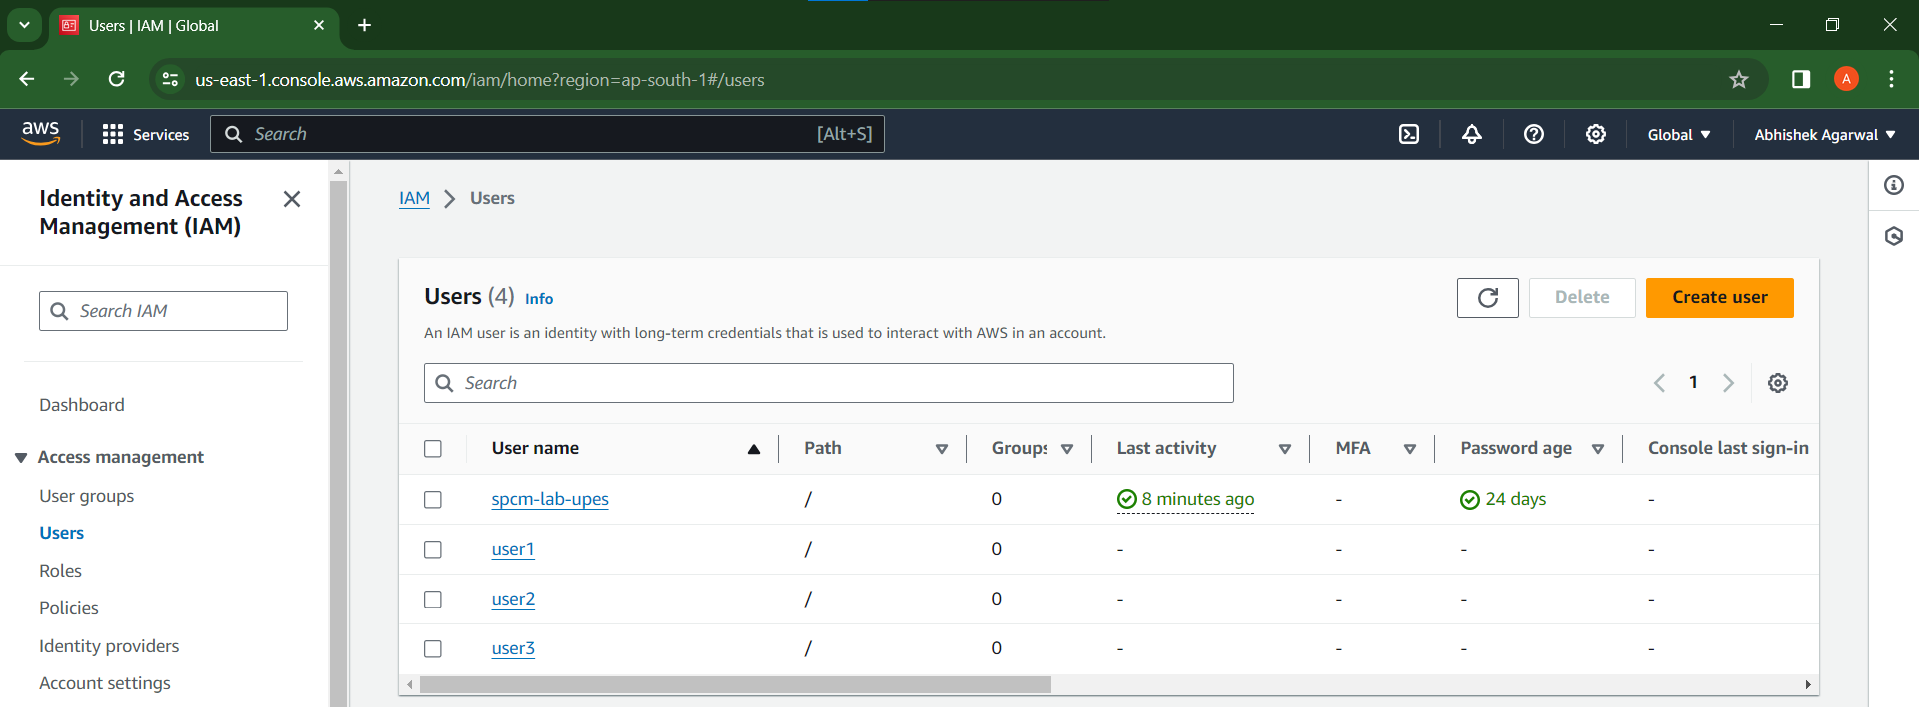 Users | IAM | Global
us-east-1.console.aws.amazon.com/iam/home?region=ap-south-1#/users
A
aws
Services
Search
[Alt+S]
Global
Abhishek Agarwal
Identity and Access
Management (IAM)
Search IAM
Dashboard
Access management
User groups
Users
Roles
Policies
Identity providers
Account settings
IAM
Users
Users (4) Info
Delete
Create user
An IAM user is an identity with long-term credentials that is used to interact with AWS in an account.
Search
1
User name Path Groups Last activity MFA Password age Console last sign-in
spcm-lab-upes / 0 8 minutes ago - 24 days -
user1 / 0 - - - -
user2 / 0 - - - -
user3 / 0 - - - -